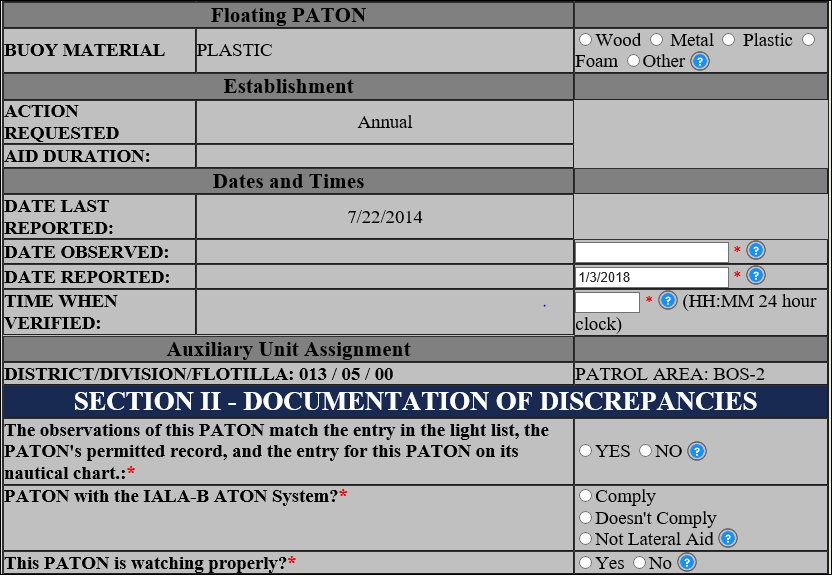 Floating PATON
BUOY MATERIAL
PLASTIC
Wood Metal Plastic
Foam Other ?
Establishment
ACTION
REQUESTED
Annual
AID DURATION:
Dates and Times
DATE LAST
REPORTED:
7/22/2014
DATE OBSERVED:
* ?
DATE REPORTED:
1/3/2018 * ?
TIME WHEN
VERIFIED:
* ? (HH:MM 24 hour
clock)
Auxiliary Unit Assignment
DISTRICT/DIVISION/FLOTILLA: 013 / 05 / 00
PATROL AREA: BOS-2
SECTION II - DOCUMENTATION OF DISCREPANCIES
The observations of this PATON match the entry in the light list, the
PATON's permitted record, and the entry for this PATON on its
nautical chart.:*
YES NO ?
PATON with the IALA-B ATON System?*
Comply
Doesn't Comply
Not Lateral Aid ?
This PATON is watching properly?*
Yes No ?